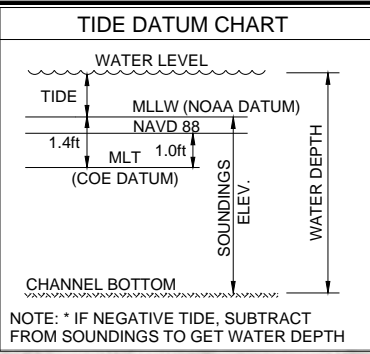 TIDE DATUM CHART
WATER LEVEL
TIDE
MLLW (NOAA DATUM)
NAVD 88
1.4ft
MLT
1.0ft
(COE DATUM)
SOUNDINGS
ELEV.
WATER DEPTH
CHANNEL BOTTOM
NOTE: * IF NEGATIVE TIDE, SUBTRACT
FROM SOUNDINGS TO GET WATER DEPTH